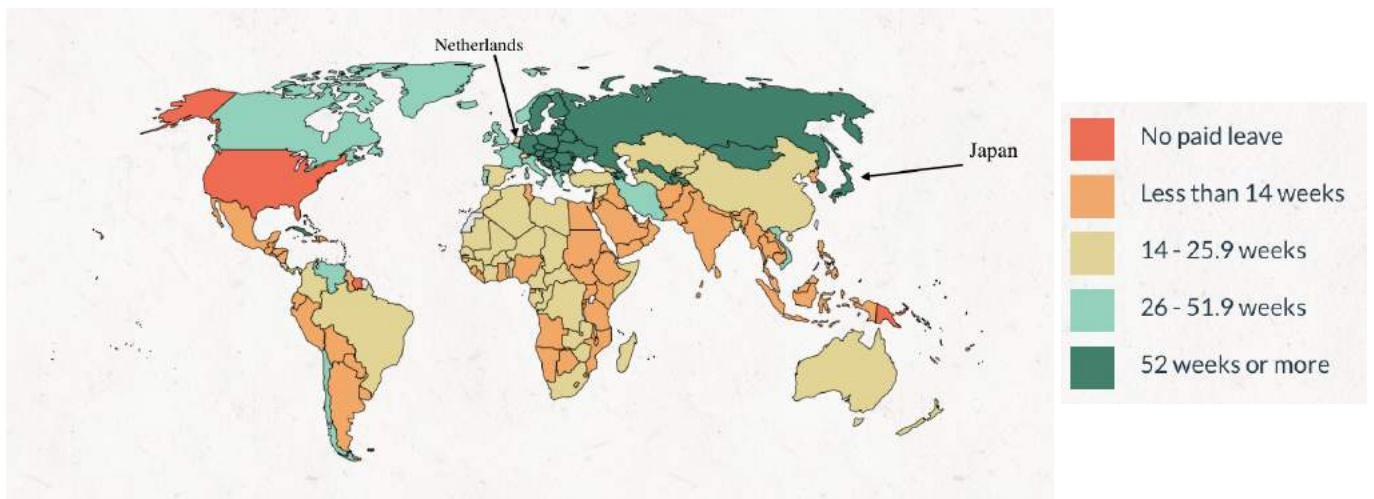 Netherlands
Japan
No paid leave
Less than 14 weeks
14 - 25.9 weeks
26 - 51.9 weeks
52 weeks or more